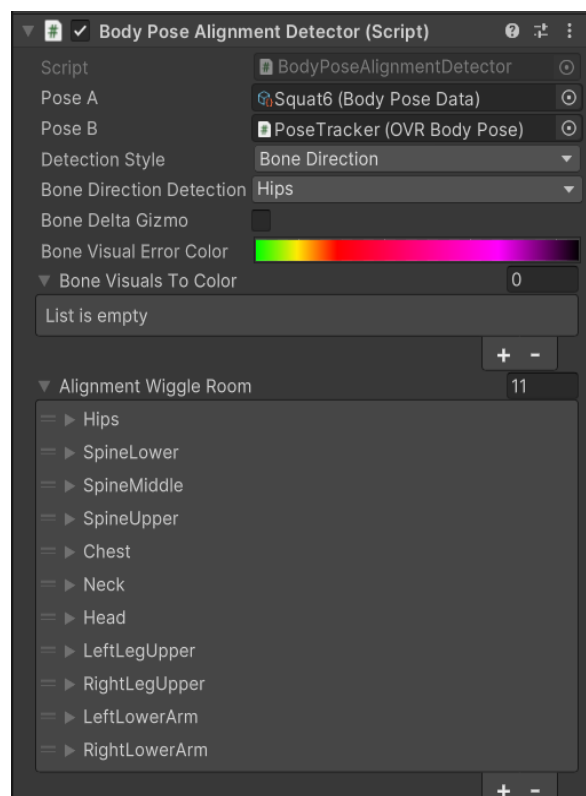 Body Pose Alignment Detector (Script)
Script BodyPoseAlignmentDetector
Pose A Squat6 (Body Pose Data)
Pose B PoseTracker (OVR Body Pose)
Detection Style Bone Direction
Bone Direction Detection Hips
Bone Delta Gizmo
Bone Visual Error Color
Bone Visuals To Color 0
List is empty
+ -
Alignment Wiggle Room 11
Hips
SpineLower
SpineMiddle
SpineUpper
Chest
Neck
Head
LeftLegUpper
RightLegUpper
LeftLowerArm
RightLowerArm
+ -